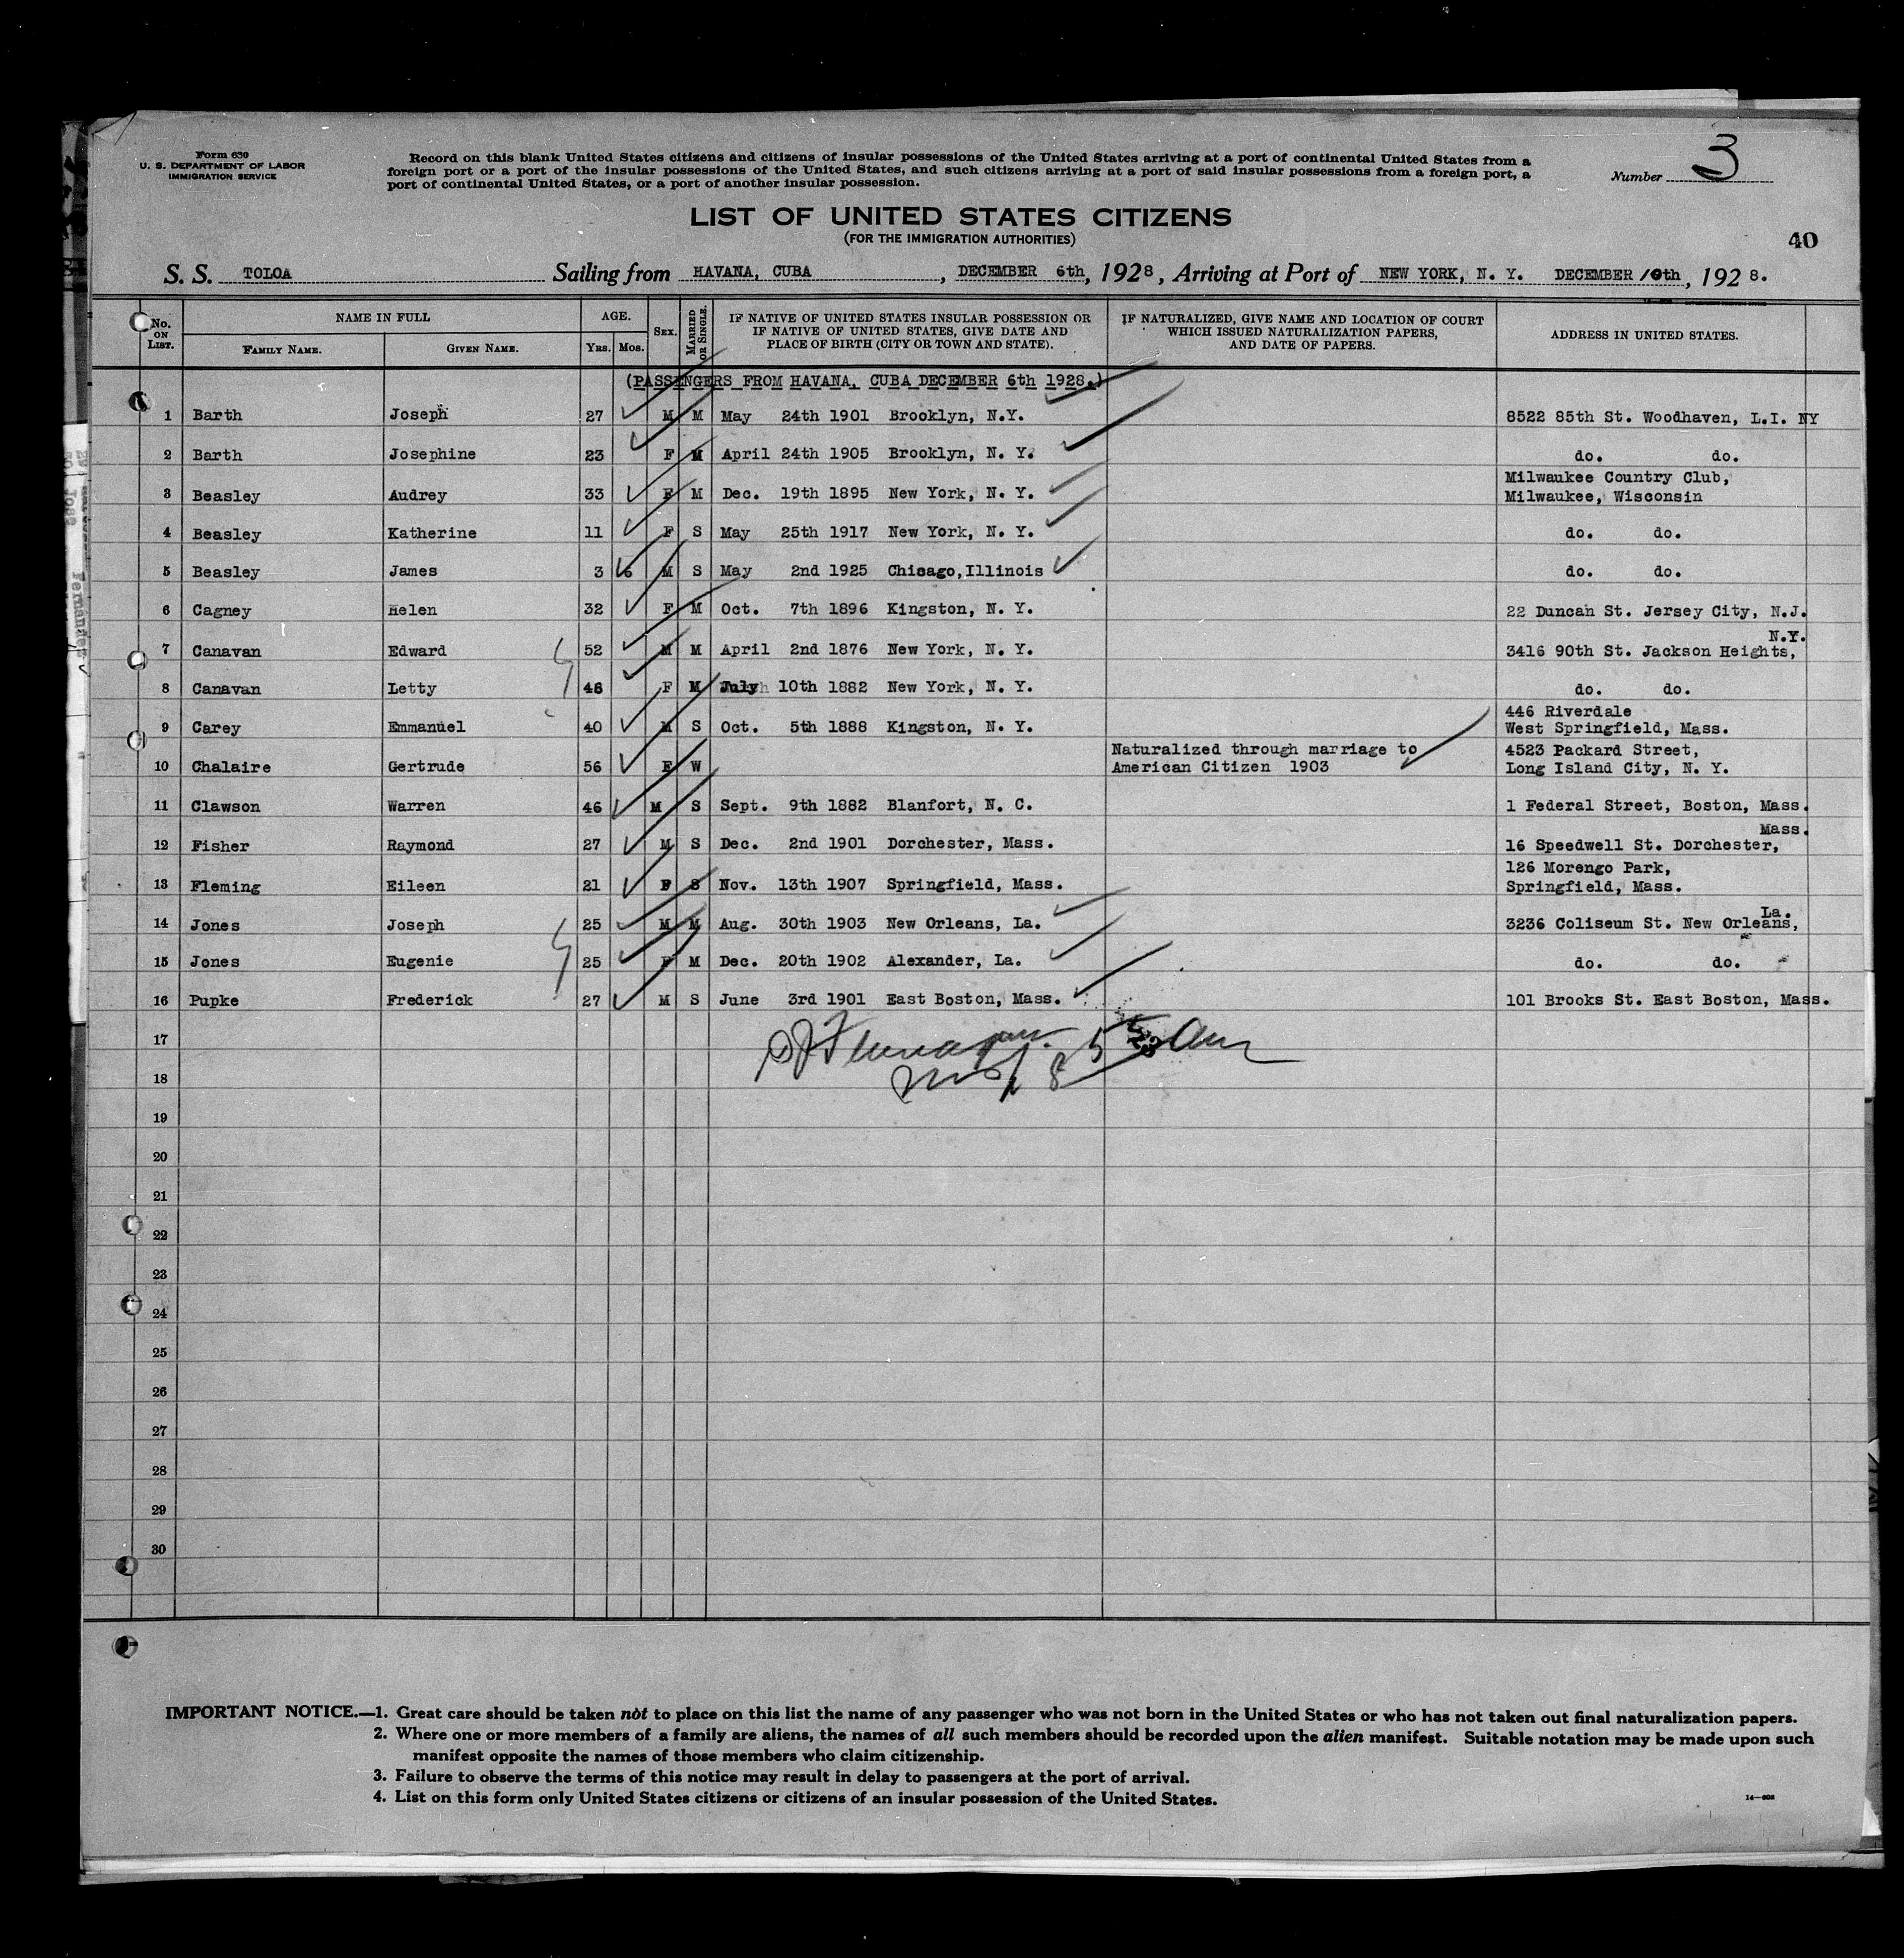 Form 630
U. S. DEPARTMENT OF LABOR
IMMIGRATION SERVICE
Record on this blank United States citizens and citizens of insular possessions of the United States arriving at a port of continental United States from a
foreign port or a port of the insular possessions of the United States, and such citizens arriving at a port of said insular possessions from a foreign port, a
port of continental United States, or a port of another insular possession.
Number 3
LIST OF UNITED STATES CITIZENS
(FOR THE IMMIGRATION AUTHORITIES)
40
S. S. TOLOA Sailing from HAVANA, CUBA, DECEMBER 6th, 1928, Arriving at Port of NEW YORK, N. Y. DECEMBER 10th, 1928.
No. ON LIST. NAME IN FULL AGE. SEX. MARRIED OR SINGLE. IF NATIVE OF UNITED STATES INSULAR POSSESSION OR IF NATIVE OF UNITED STATES, GIVE DATE AND PLACE OF BIRTH (CITY OR TOWN AND STATE). IF NATURALIZED, GIVE NAME AND LOCATION OF COURT WHICH ISSUED NATURALIZATION PAPERS, AND DATE OF PAPERS. ADDRESS IN UNITED STATES.
FAMILY NAME. GIVEN NAME. YRS. MOS.
(PASSENGERS FROM HAVANA, CUBA DECEMBER 6th 1928.)
1 Barth Joseph 27 M M May 24th 1901 Brooklyn, N.Y. 8522 85th St. Woodhaven, L.I. NY
2 Barth Josephine 23 F M April 24th 1905 Brooklyn, N. Y. do. do.
3 Beasley Audrey 33 F M Dec. 19th 1895 New York, N. Y. Milwaukee Country Club,
Milwaukee, Wisconsin
4 Beasley Katherine 11 F S May 25th 1917 New York, N. Y. do. do.
5 Beasley James 3 6 M S May 2nd 1925 Chicago,Illinois do. do.
6 Cagney Helen 32 F M Oct. 7th 1896 Kingston, N. Y. 22 Duncan St. Jersey City, N.J.
N.Y.
7 Canavan Edward 52 M M April 2nd 1876 New York, N. Y. 3416 90th St. Jackson Heights,
8 Canavan Letty 46 F M July 10th 1882 New York, N. Y. do. do.
9 Carey Emmanuel 40 M S Oct. 5th 1888 Kingston, N. Y. 446 Riverdale
West Springfield, Mass.
10 Chalaire Gertrude 56 F W Naturalized through marriage to
American Citizen 1903 4523 Packard Street,
Long Island City, N. Y.
11 Clawson Warren 46 M S Sept. 9th 1882 Blanfort, N. C. 1 Federal Street, Boston, Mass.
Mass.
12 Fisher Raymond 27 M S Dec. 2nd 1901 Dorchester, Mass. 16 Speedwell St. Dorchester,
13 Fleming Eileen 21 F S Nov. 13th 1907 Springfield, Mass. 126 Morengo Park,
Springfield, Mass.
La.
14 Jones Joseph 25 M M Aug. 30th 1903 New Orleans, La. 3236 Coliseum St. New Orleans,
15 Jones Eugenie 25 F M Dec. 20th 1902 Alexander, La. do. do.
16 Pupke Frederick 27 M S June 3rd 1901 East Boston, Mass. 101 Brooks St. East Boston, Mass.
17
18
19
20
21
22
23
24
25
26
27
28
29
30
IMPORTANT NOTICE.—1. Great care should be taken not to place on this list the name of any passenger who was not born in the United States or who has not taken out final naturalization papers.
2. Where one or more members of a family are aliens, the names of all such members should be recorded upon the alien manifest. Suitable notation may be made upon such
manifest opposite the names of those members who claim citizenship.
3. Failure to observe the terms of this notice may result in delay to passengers at the port of arrival.
4. List on this form only United States citizens or citizens of an insular possession of the United States.